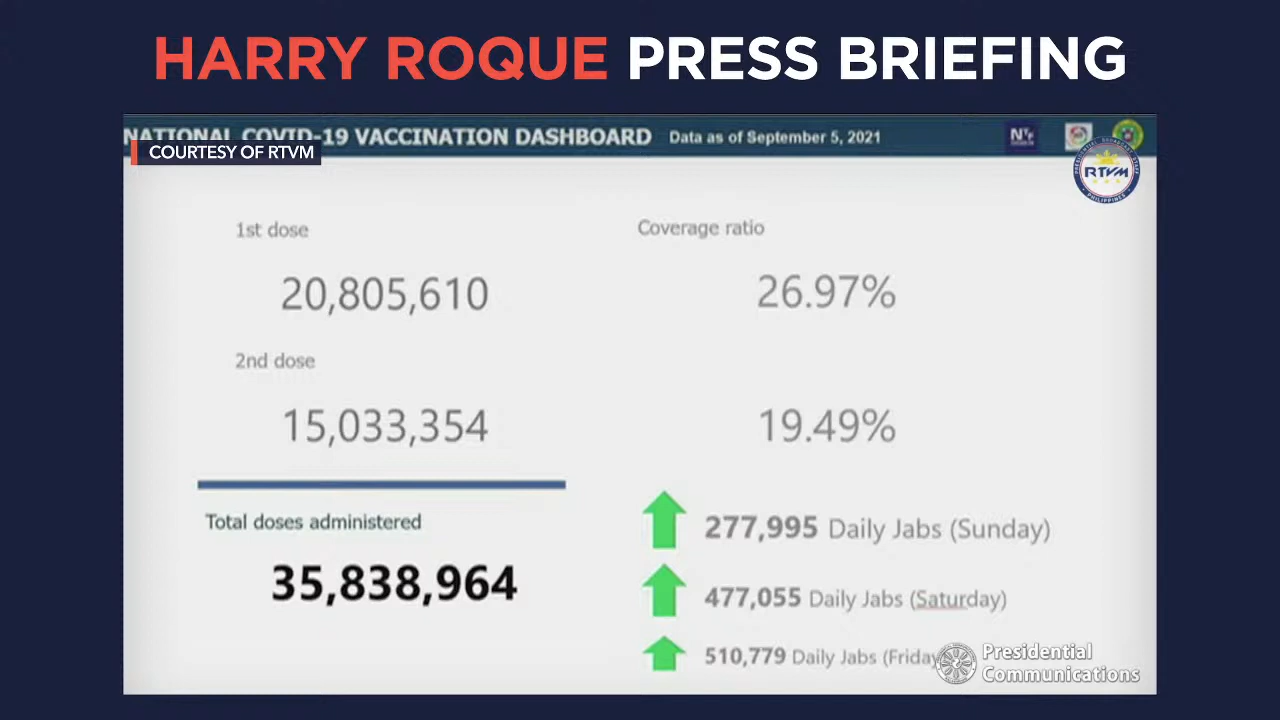 HARRY ROQUE PRESS BRIEFING
NATIONAL COVID-19 VACCINATION DASHBOARD Data as of September 5, 2021
COURTESY OF RTVM
RTVM
PHILIPPINES
1st dose
Coverage ratio
20,805,610
26.97%
2nd dose
15,033,354
19.49%
Total doses administered
35,838,964
277,995 Daily Jabs (Sunday)
477,055 Daily Jabs (Saturday)
510,779 Daily Jabs (Friday
Presidential
Communications